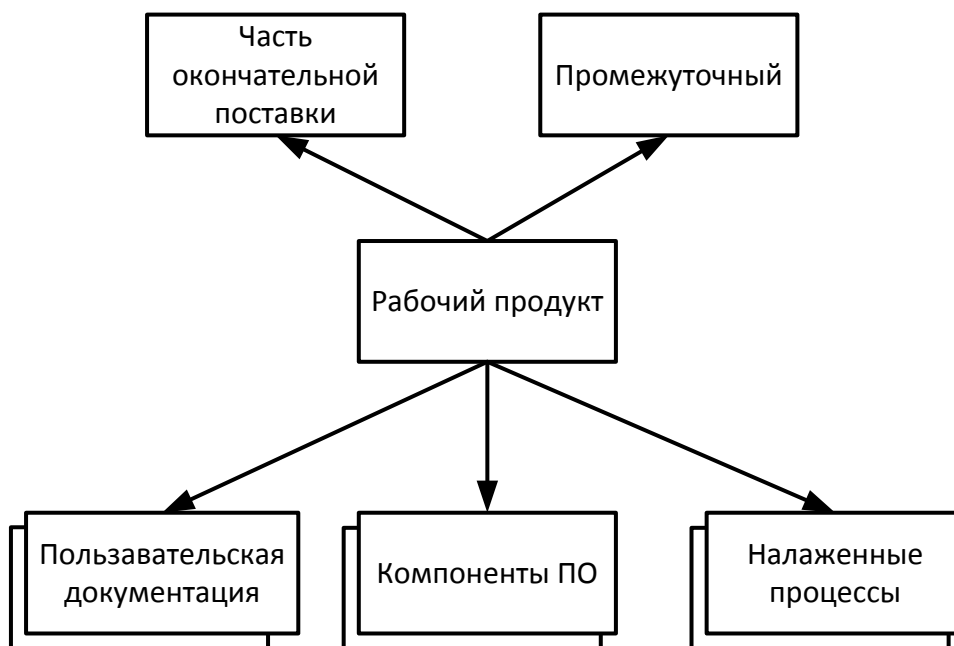 Часть
окончательной
поставки
Промежуточный
Рабочий продукт
Пользавательская
документация
Компоненты ПО
Налаженные
процессы